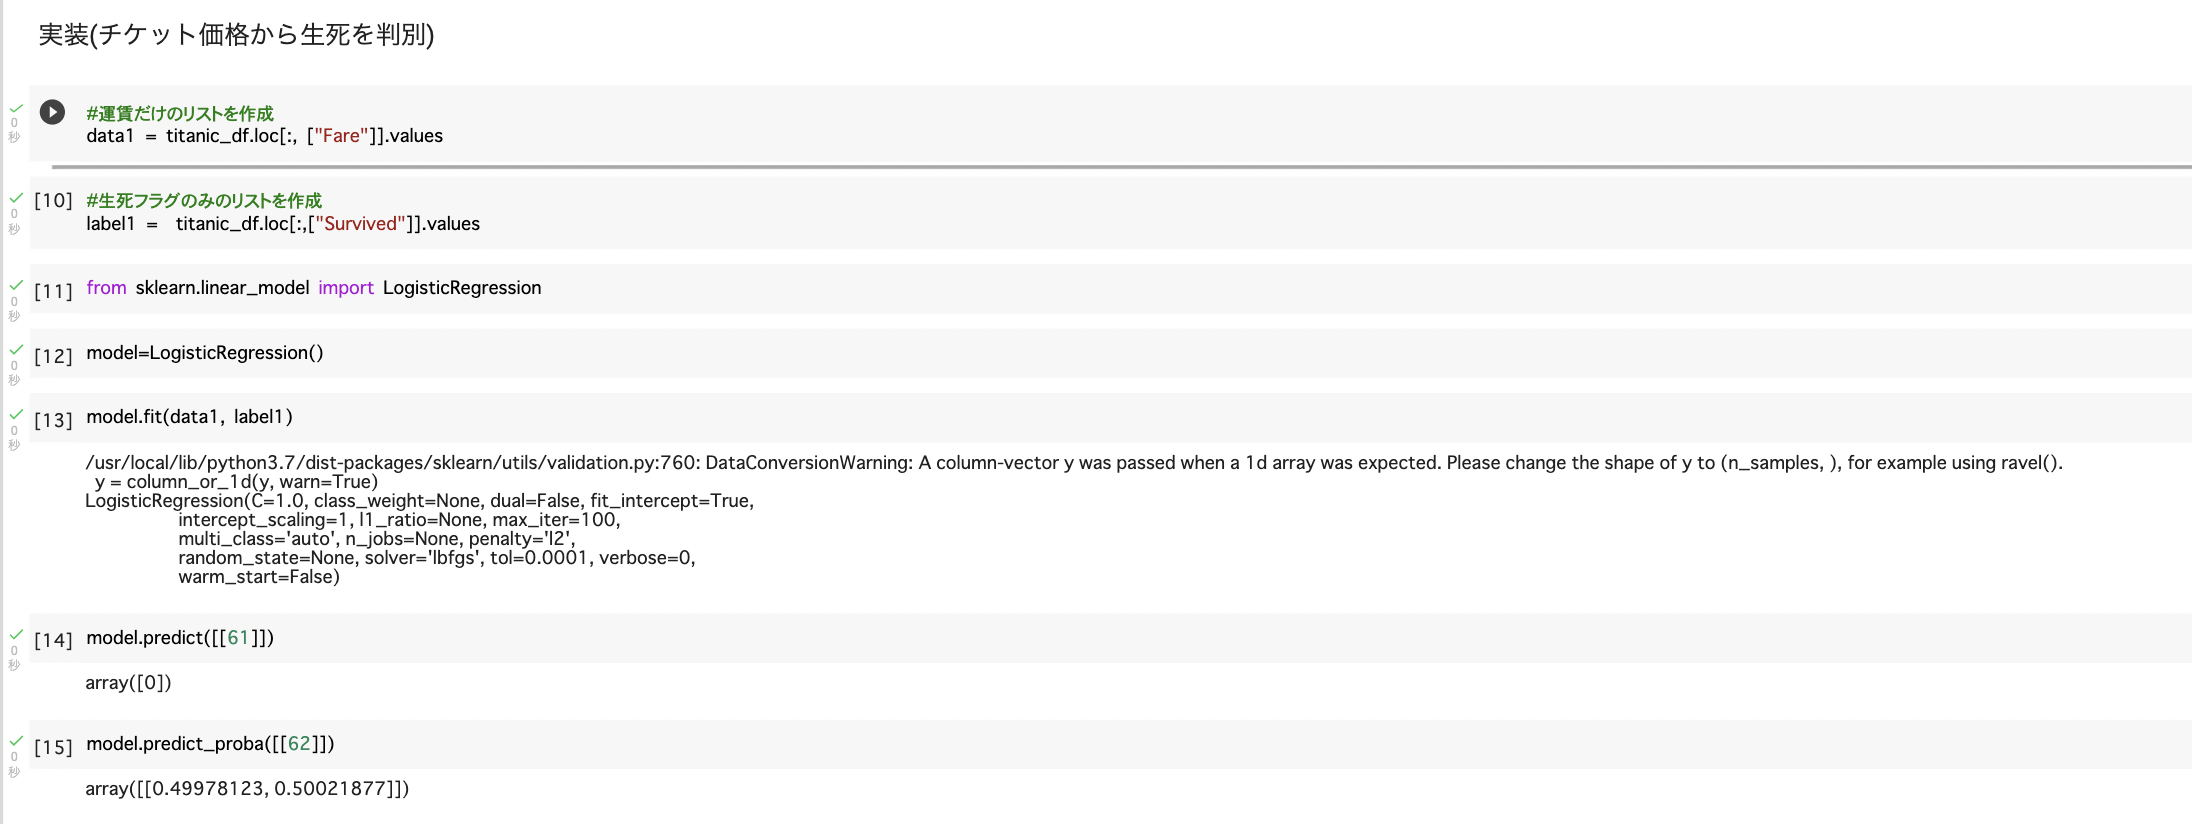 実装(チケット価格から生死を判別)
0
秒
#運賃だけのリストを作成
data1 = titanic_df.loc[:, ["Fare"]].values
0
秒
[10]
#生死フラグのみのリストを作成
label1 = titanic_df.loc[:,["Survived"]].values
0
秒
[11]
from sklearn.linear_model import LogisticRegression
0
秒
[12]
model=LogisticRegression()
0
秒
[13]
model.fit(data1, label1)
/usr/local/lib/python3.7/dist-packages/sklearn/utils/validation.py:760: DataConversionWarning: A column-vector y was passed when a 1d array was expected. Please change the shape of y to (n_samples, ), for example using ravel().
y = column_or_1d(y, warn=True)
LogisticRegression(C=1.0, class_weight=None, dual=False, fit_intercept=True,
intercept_scaling=1, l1_ratio=None, max_iter=100,
multi_class='auto', n_jobs=None, penalty='l2',
random_state=None, solver='lbfgs', tol=0.0001, verbose=0,
warm_start=False)
0
秒
[14]
model.predict([[61]])
array([0])
0
秒
[15]
model.predict_proba([[62]])
array([[0.49978123, 0.50021877]])